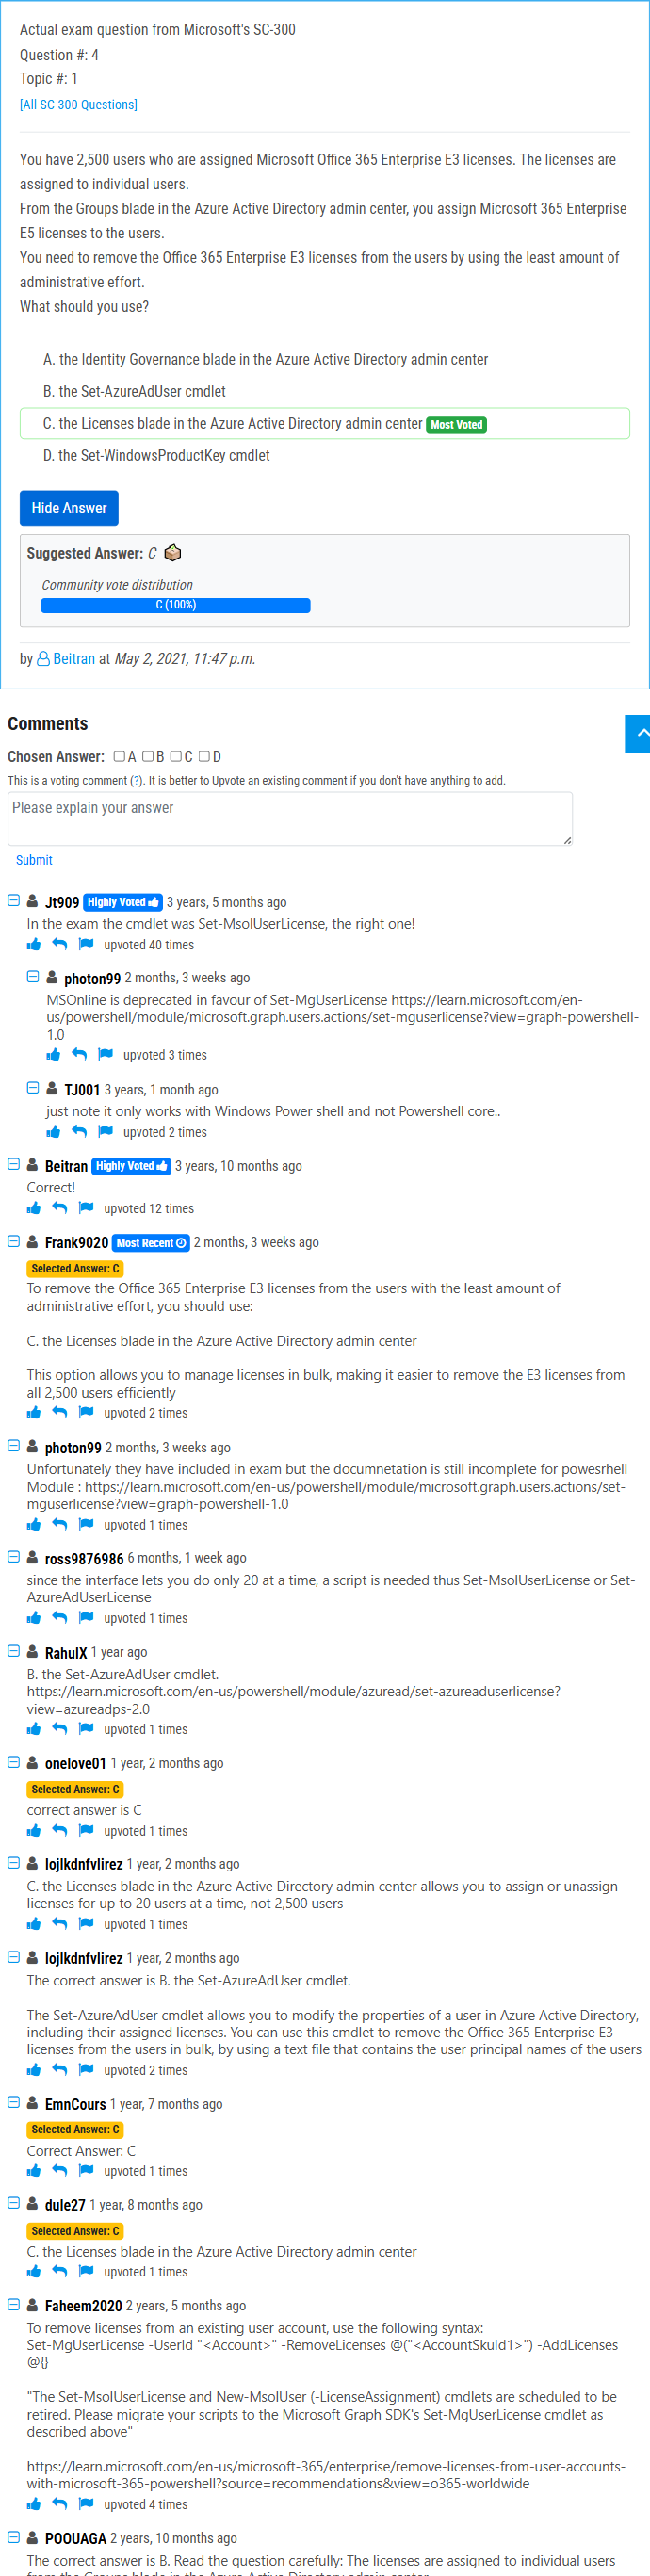 Actual exam question from Microsoft's SC-300
Question #: 4
Topic #: 1
[All SC-300 Questions]
You have 2,500 users who are assigned Microsoft Office 365 Enterprise E3 licenses. The licenses are
assigned to individual users.
From the Groups blade in the Azure Active Directory admin center, you assign Microsoft 365 Enterprise
E5 licenses to the users.
You need to remove the Office 365 Enterprise E3 licenses from the users by using the least amount of
administrative effort.
What should you use?
A. the Identity Governance blade in the Azure Active Directory admin center
B. the Set-AzureAdUser cmdlet
C. the Licenses blade in the Azure Active Directory admin center Most Voted
D. the Set-WindowsProductKey cmdlet
Hide Answer
Suggested Answer: C
Community vote distribution
C (100%)
by Beitran at May 2, 2021, 11:47 p.m.
Comments
Chosen Answer: A B C D
This is a voting comment (?). It is better to Upvote an existing comment if you don't have anything to add.
Please explain your answer
Submit
Jt909 Highly Voted 3 years, 5 months ago
In the exam the cmdlet was Set-MsolUserLicense, the right one!
upvoted 40 times
photon99 2 months, 3 weeks ago
MSOnline is deprecated in favour of Set-MgUserLicense https://learn.microsoft.com/en-
us/powershell/module/microsoft.graph.users.actions/set-mguserlicense?view=graph-powershell-
1.0
upvoted 3 times
TJ001 3 years, 1 month ago
just note it only works with Windows Power shell and not Powershell core..
upvoted 2 times
Beitran Highly Voted 3 years, 10 months ago
Correct!
upvoted 12 times
Frank9020 Most Recent 2 months, 3 weeks ago
Selected Answer: C
To remove the Office 365 Enterprise E3 licenses from the users with the least amount of
administrative effort, you should use:
C. the Licenses blade in the Azure Active Directory admin center
This option allows you to manage licenses in bulk, making it easier to remove the E3 licenses from
all 2,500 users efficiently
upvoted 2 times
photon99 2 months, 3 weeks ago
Unfortunately they have included in exam but the documnetation is still incomplete for powesrhell
Module : https://learn.microsoft.com/en-us/powershell/module/microsoft.graph.users.actions/set-
mguserlicense?view=graph-powershell-1.0
upvoted 1 times
ross9876986 6 months, 1 week ago
since the interface lets you do only 20 at a time, a script is needed thus Set-MsolUserLicense or Set-
AzureAdUserLicense
upvoted 1 times
RahulX 1 year ago
B. the Set-AzureAdUser cmdlet.
https://learn.microsoft.com/en-us/powershell/module/azuread/set-azureaduserlicense?
view=azureadps-2.0
upvoted 1 times
onelove01 1 year, 2 months ago
Selected Answer: C
correct answer is C
upvoted 1 times
lojlkdnfvlirez 1 year, 2 months ago
C. the Licenses blade in the Azure Active Directory admin center allows you to assign or unassign
licenses for up to 20 users at a time, not 2,500 users
upvoted 1 times
lojlkdnfvlirez 1 year, 2 months ago
The correct answer is B. the Set-AzureAdUser cmdlet.
The Set-AzureAdUser cmdlet allows you to modify the properties of a user in Azure Active Directory,
including their assigned licenses. You can use this cmdlet to remove the Office 365 Enterprise E3
licenses from the users in bulk, by using a text file that contains the user principal names of the users
upvoted 2 times
EmnCours 1 year, 7 months ago
Selected Answer: C
Correct Answer: C
upvoted 1 times
dule27 1 year, 8 months ago
Selected Answer: C
C. the Licenses blade in the Azure Active Directory admin center
upvoted 1 times
Faheem2020 2 years, 5 months ago
To remove licenses from an existing user account, use the following syntax:
Set-MgUserLicense -UserId "<Account>" -RemoveLicenses @("<AccountSkuId1>") -AddLicenses
@{}
"The Set-MsolUserLicense and New-MsolUser (-LicenseAssignment) cmdlets are scheduled to be
retired. Please migrate your scripts to the Microsoft Graph SDK's Set-MgUserLicense cmdlet as
described above"
https://learn.microsoft.com/en-us/microsoft-365/enterprise/remove-licenses-from-user-accounts-
with-microsoft-365-powershell?source=recommendations&view=o365-worldwide
upvoted 4 times
POOUAGA 2 years, 10 months ago
The correct answer is B. Read the question carefully: The licenses are assigned to individual users